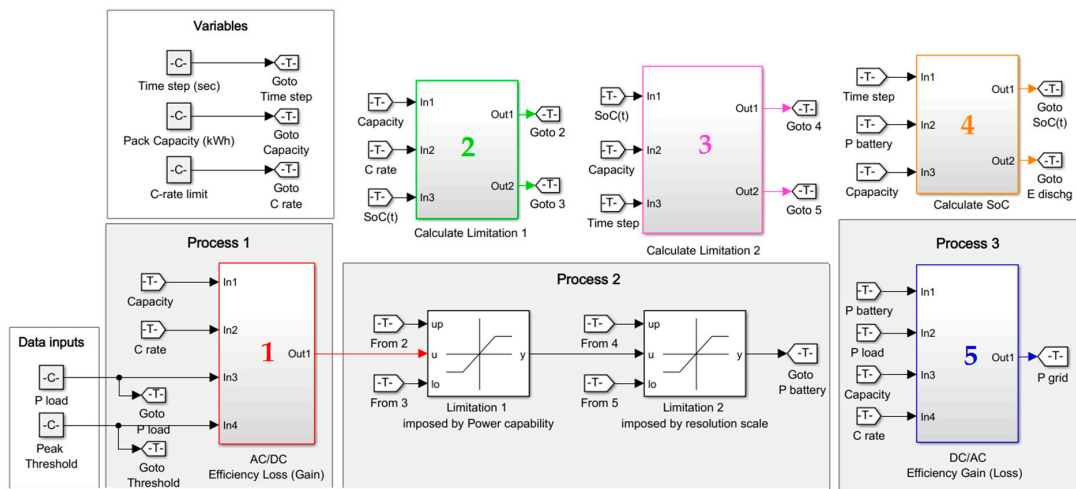 Variables
-C-
-T-
Time step (sec)
Goto
Time step
-C-
-T-
Pack Capacity (kWh)
Goto
Capacity
-C-
-T-
C-rate limit
Goto
C rate
-T-
In1
Capacity
-T-
In2
C rate
-T-
In3
SoC(t)
2
Out1
-T-
Goto 2
Out2
-T-
Goto 3
Calculate Limitation 1
-T-
In1
SoC(t)
-T-
In2
Capacity
-T-
In3
Time step
3
Out1
-T-
Goto 4
Out2
-T-
Goto 5
Calculate Limitation 2
-T-
In1
Time step
-T-
In2
P battery
-T-
In3
Cpapacity
4
Out1
-T-
Goto
SoC(t)
Out2
-T-
Goto
E dischg
Calculate SoC
Data inputs
-C-
P load
-C-
Peak
Threshold
Process 1
-T-
In1
Capacity
-T-
In2
C rate
In3
-T-
Goto
P load
In4
-T-
Goto
Threshold
1
Out1
AC/DC
Efficiency Loss (Gain)
Process 2
-T-
up
From 2
u
y
-T-
lo
From 3
Limitation 1
imposed by Power capability
-T-
up
From 4
u
y
-T-
lo
From 5
Limitation 2
imposed by resolution scale
-T-
Goto
P battery
Process 3
-T-
In1
P battery
-T-
In2
P load
-T-
In3
Capacity
-T-
In4
C rate
5
Out1
-T-
P grid
DC/AC
Efficiency Gain (Loss)